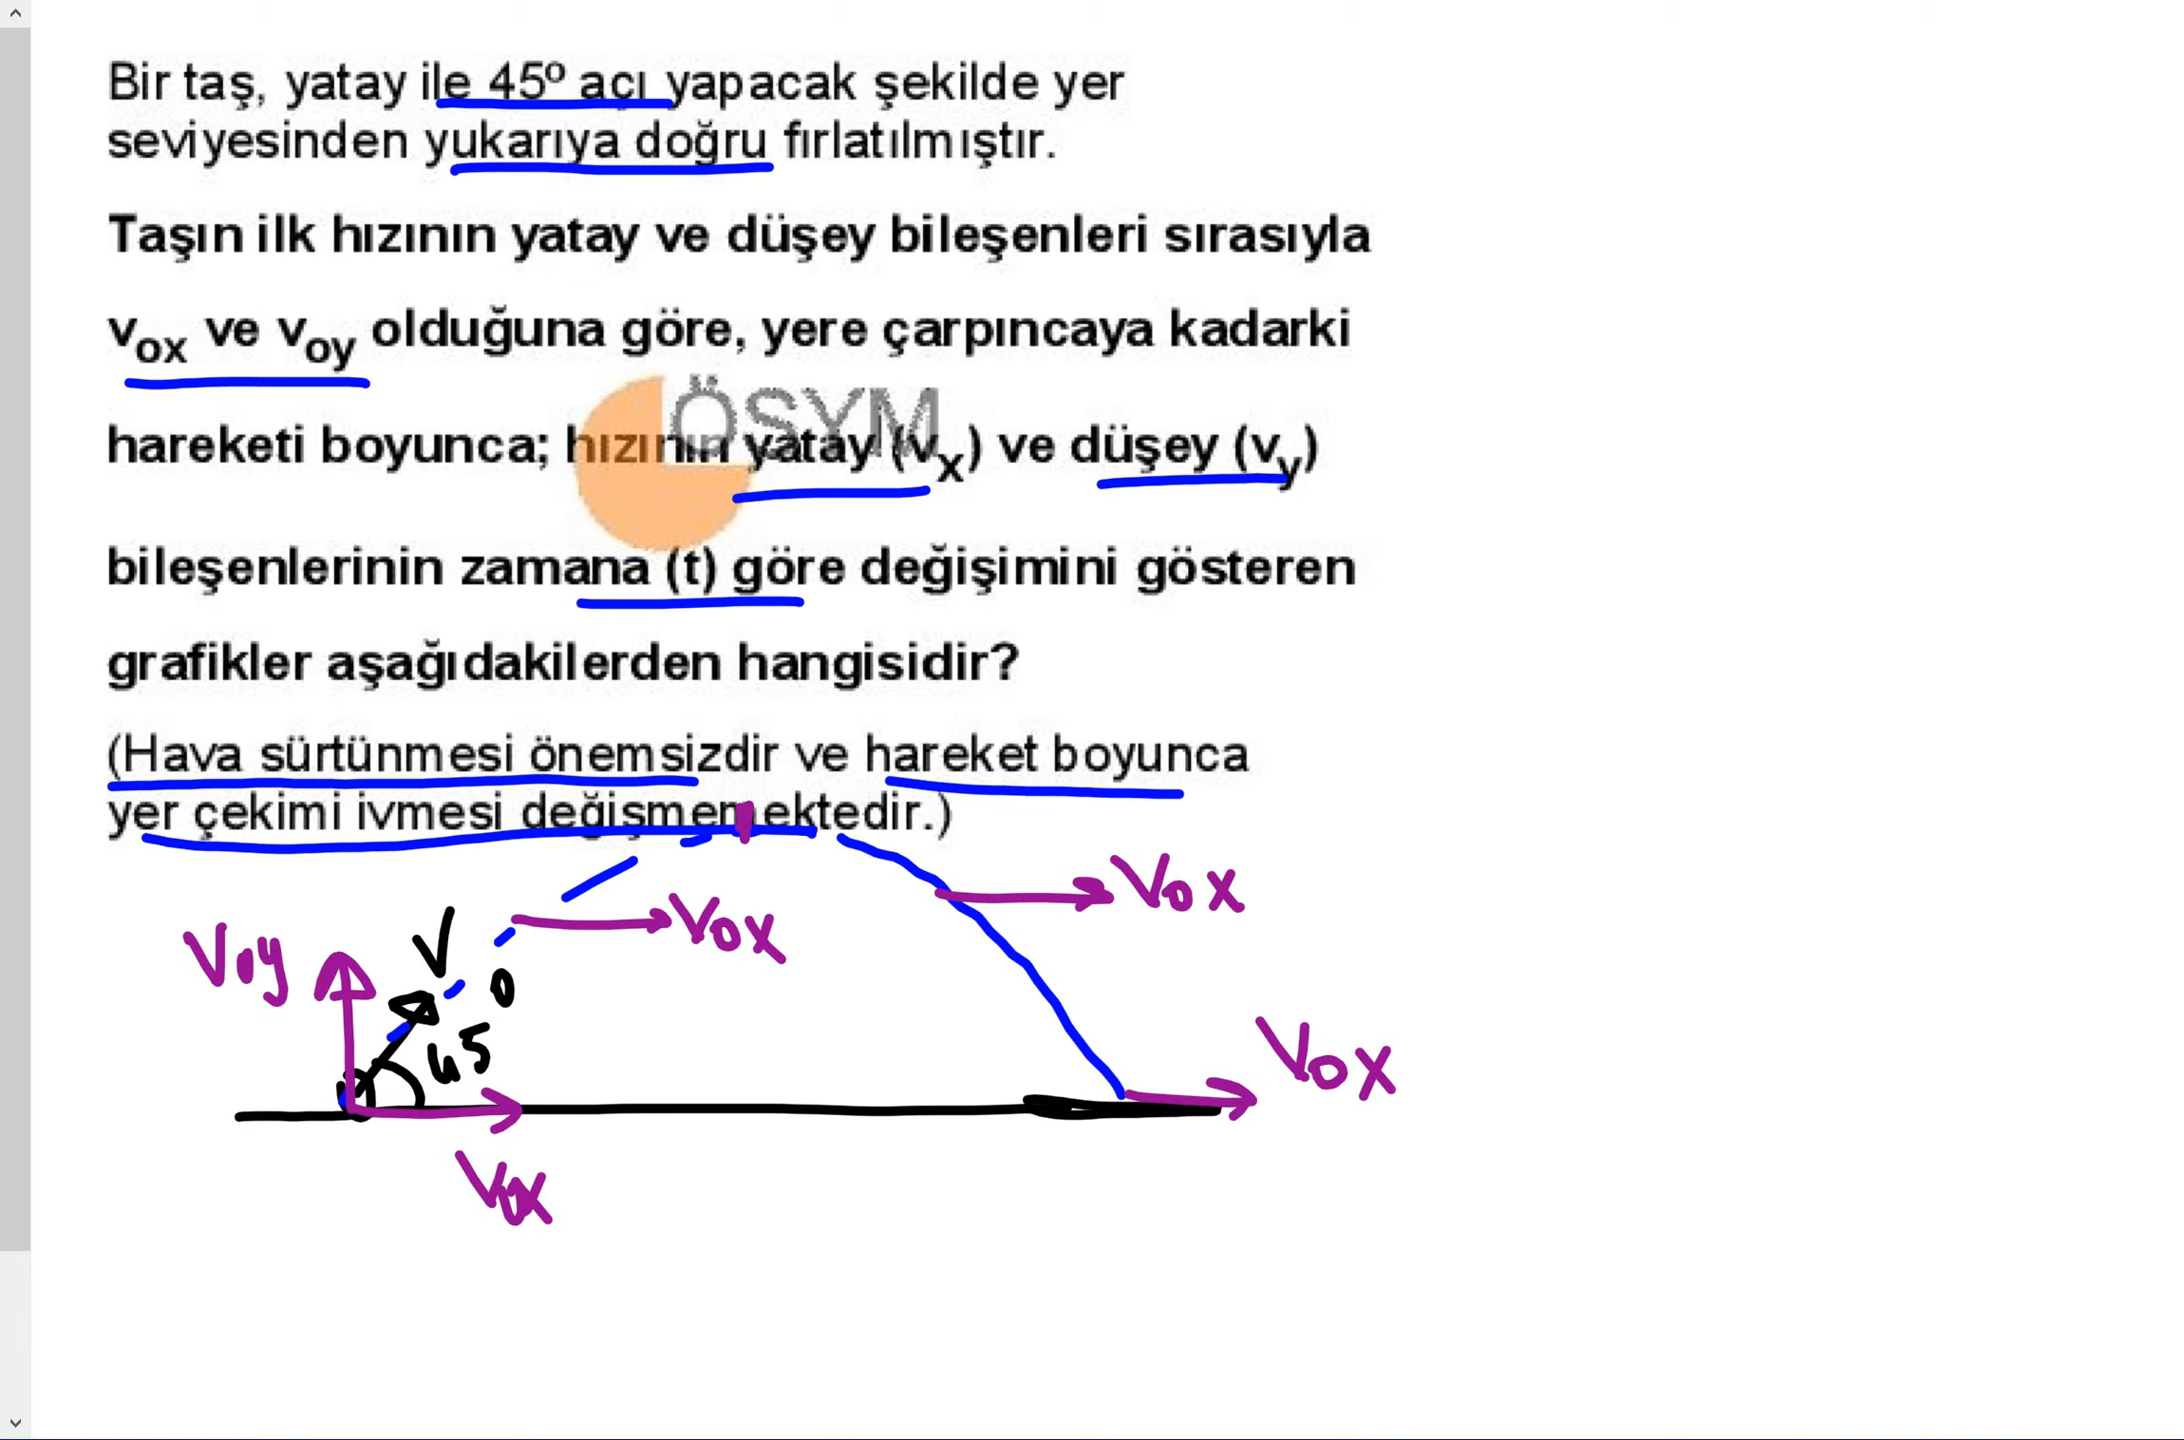 Bir taş, yatay ile 45º açı yapacak şekilde yer
seviyesinden yukarıya doğru fırlatılmıştır.
Taşın ilk hızının yatay ve düşey bileşenleri sırasıyla
vox ve voy olduğuna göre, yere çarpıncaya kadarki
ÖSYM
hareketi boyunca; hızının yatay (vx) ve düşey (vy)
bileşenlerinin zamana (t) göre değişimini gösteren
grafikler aşağıdakilerden hangisidir?
(Hava sürtünmesi önemsizdir ve hareket boyunca
yer çekimi ivmesi değişmemektedir.)
Vox
Vox
Voy
V0
45
Vox
Vox